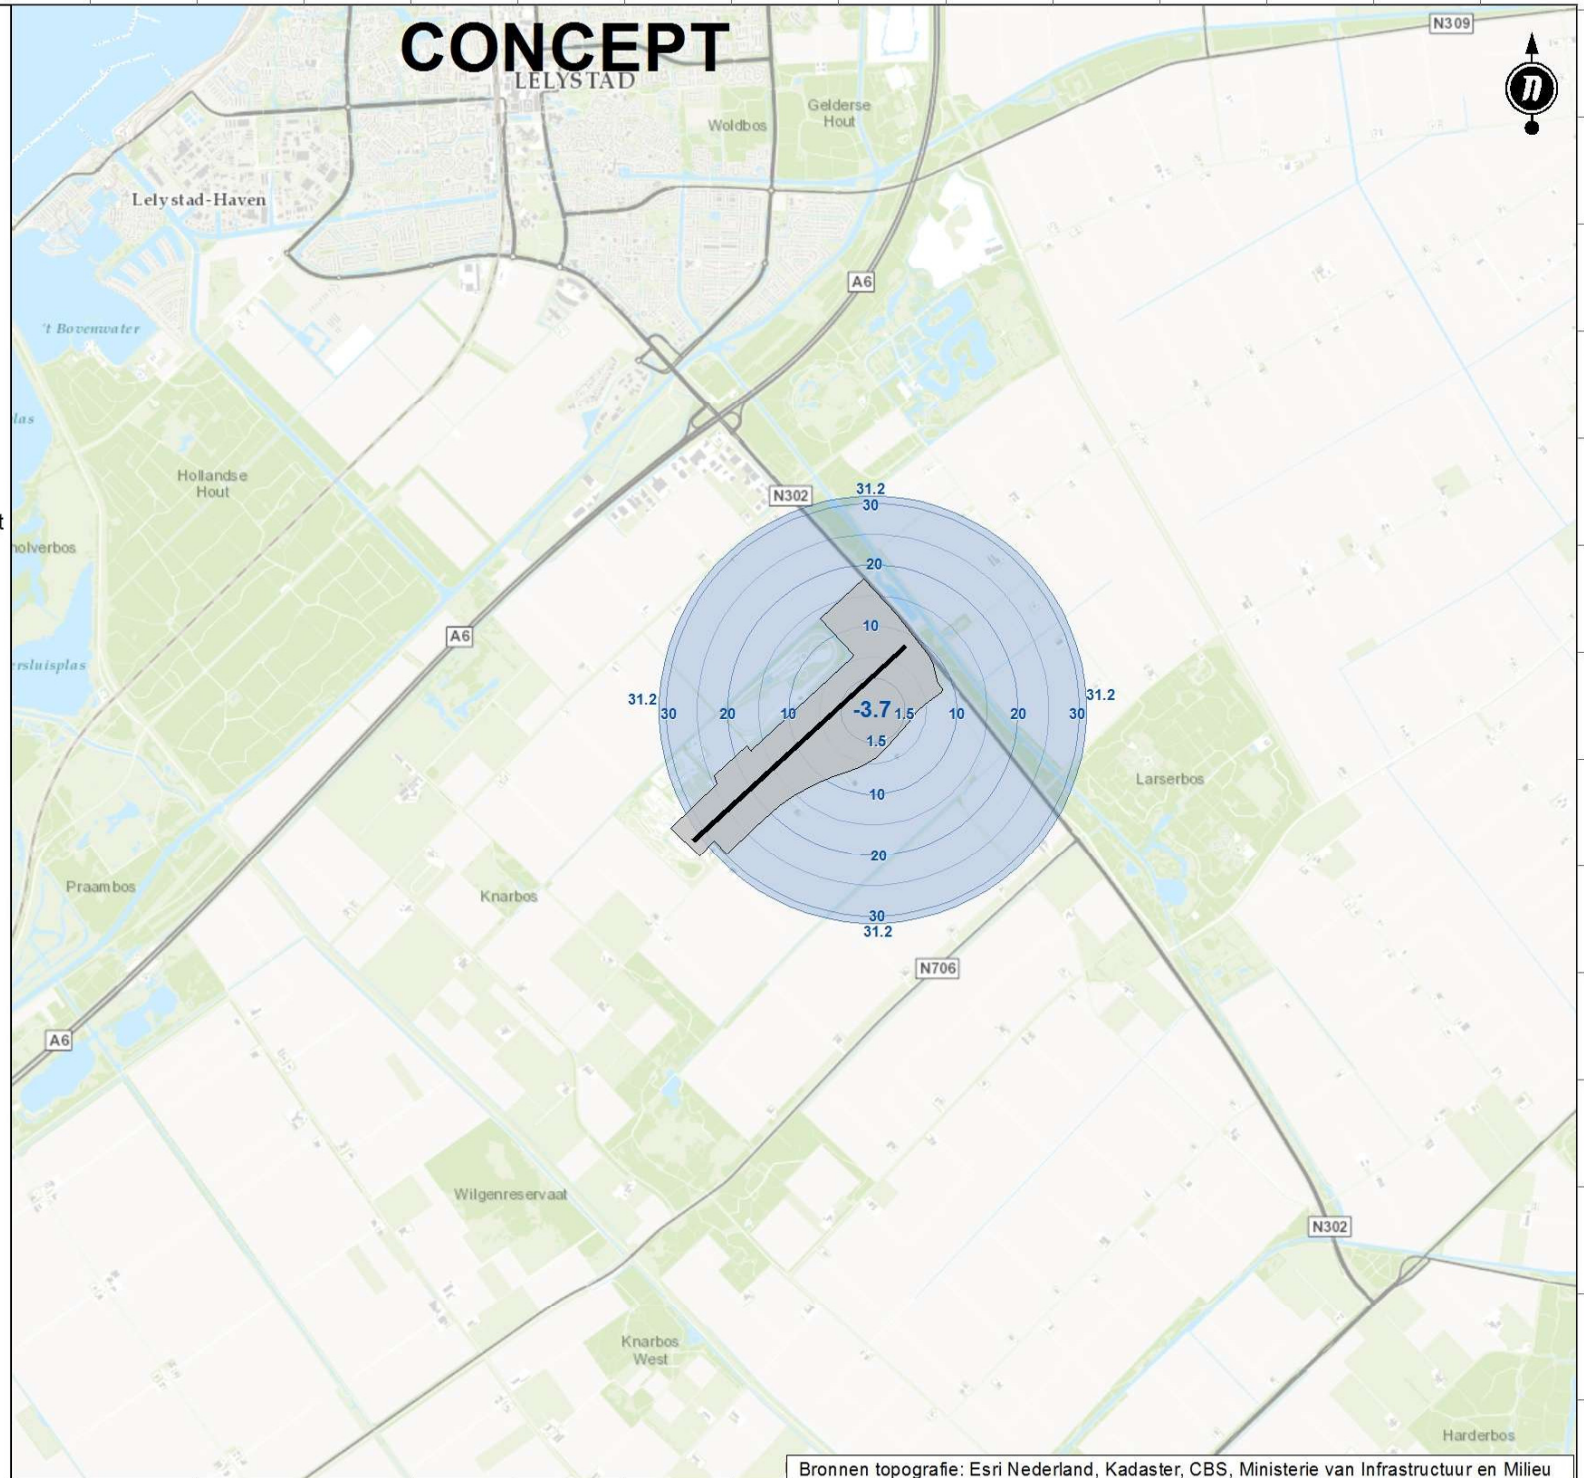 CONCEPT
N309
LELYSTAD
Gelderse
Hout
Woldbos
Lelystad-Haven
A6
't Bovenwater
las
Hollandse
Hout
N302
31.2
30
t
holverbos
20
10
A6
ersluisplas
31.2
30
20
10
-3.7
1.5
10
20
30
31.2
1.5
Larserbos
10
20
Praambos
Knarbos
30
31.2
N706
A6
Wilgenreservaat
N302
Knarbos
West
Harderbos
Bronnen topografie: Esri Nederland, Kadaster, CBS, Ministerie van Infrastructuur en Milieu